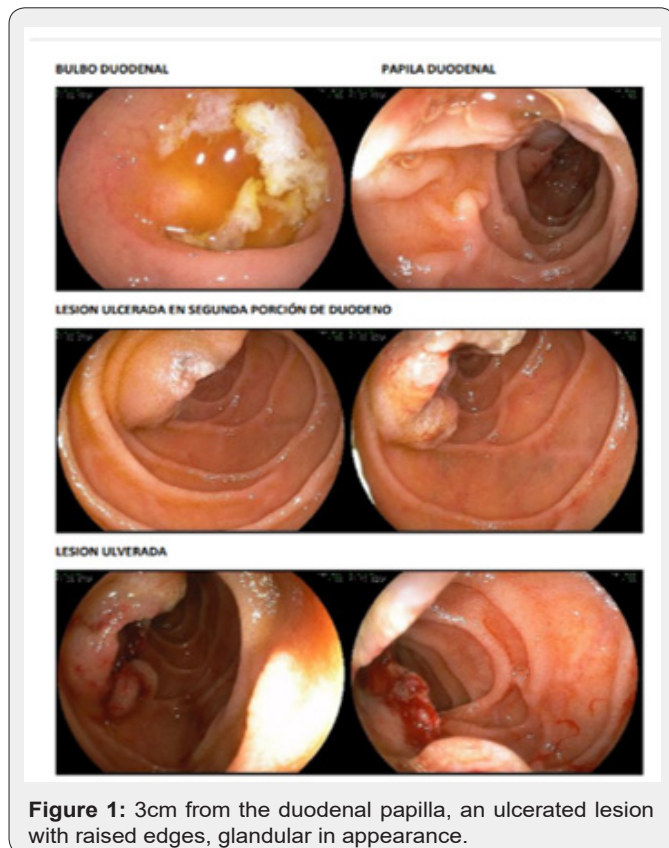 BULBO DUODENAL
PAPILA DUODENAL
LESION ULCERADA EN SEGUNDA PORCIÓN DE DUODENO
LESION ULVERADA
Figure 1: 3cm from the duodenal papilla, an ulcerated lesion
with raised edges, glandular in appearance.